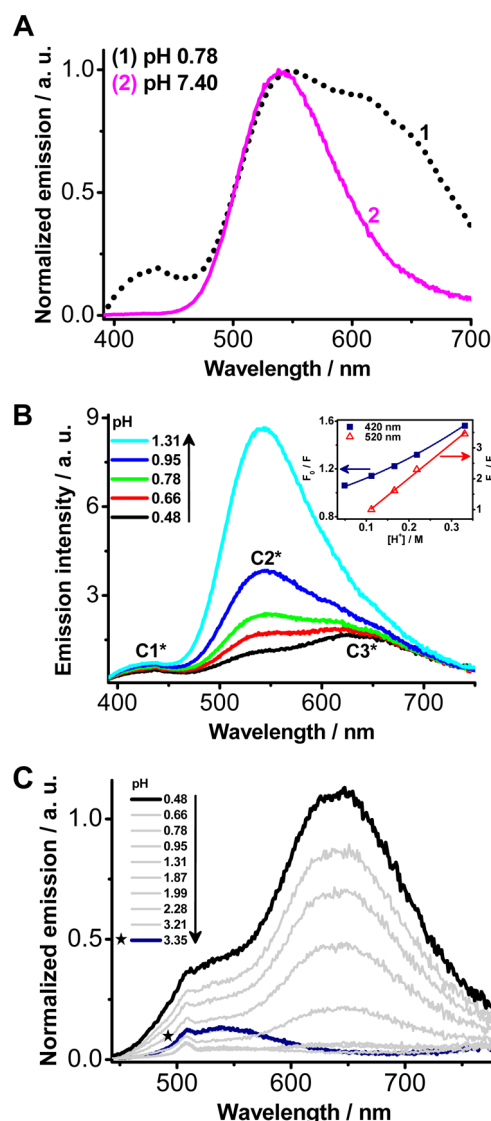 A
(1) pH 0.78
(2) pH 7.40
1.0
0.5
0.0
1
2
400
500
600
700
Normalized emission / a. u.
Wavelength / nm
B
pH
1.31
0.95
0.78
0.66
0.48
9
6
3
C1*
C2*
C3*
400
500
600
700
Emission intensity / a. u.
Wavelength / nm
420 nm
520 nm
1.6
1.2
0.8
F0 / F
3
2
1
0.0
0.1
0.2
0.3
[H+] / M
C
pH
0.48
0.66
0.78
0.95
1.31
1.87
1.99
2.28
3.21
★ 3.35
★
1.0
0.5
0.0
500
600
700
Normalized emission / a. u.
Wavelength / nm